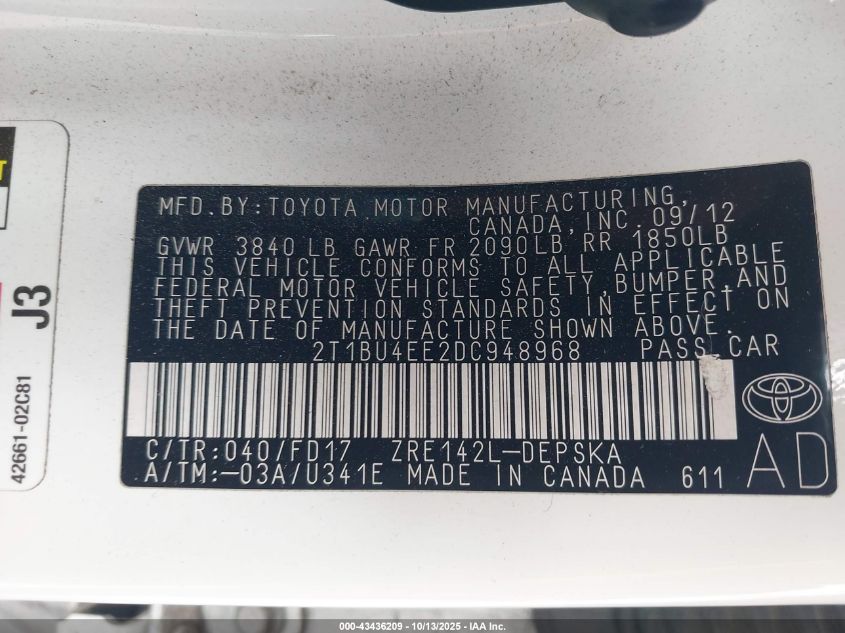 MFD.BY:TOYOTA MOTOR MANUFACTURING,
CANADA,INC. 09/12
GVWR 3840 LB GAWR FR 2090LB RR 1850LB
THIS VEHICLE CONFORMS TO ALL APPLICABLE
FEDERAL MOTOR VEHICLE SAFETY,BUMPER,AND
THEFT PREVENTION STANDARDS IN EFFECT ON
THE DATE OF MANUFACTURE SHOWN ABOVE.
2T1BU4EE2DC948968 PASS.CAR
C/TR:040/FD17 ZRE142L-DEPSKA
A/TM:-03A/U341E MADE IN CANADA 611
AD
J3
42661-02C81
000-43436209 | 10/13/2025 - IAA Inc.